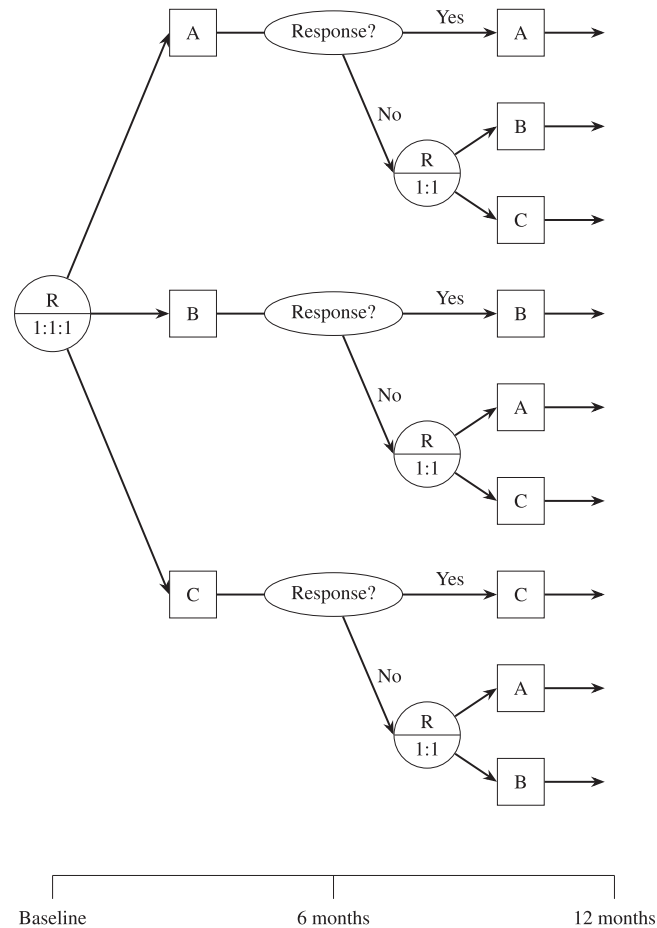 A
Response?
Yes
A
No
B
R
1:1
C
R
1:1:1
B
Response?
Yes
B
No
A
R
1:1
C
C
Response?
Yes
C
No
A
R
1:1
B
Baseline
6 months
12 months